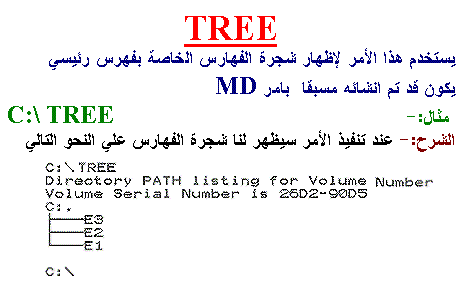 TREE
يستخدم هذا الأمر لإظهار شجرة الفهارس الخاصة بفهرس رئيسي
يكون قد تم انشائه مسبقا بامر MD
مثال:- C:\ TREE
الشرح:- عند تنفيذ الأمر سيظهر لنا شجرة الفهارس علي النحو التالي
C:\TREE
Directory PATH listing for Volume Number
Volume Serial Number is 26D2-90D5
C:.
├───E3
├───E2
└───E1
C:\